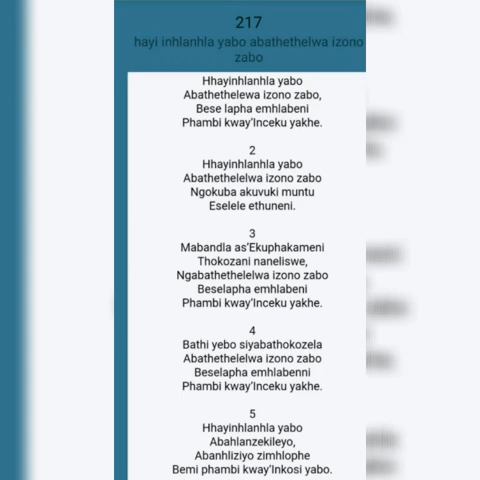 217
hayi inhlanhla yabo abathethelwa izono
zabo
Hhayinhlanhla yabo
Abathethelewa izono zabo,
Bese lapha emhlabeni
Phambi kway'Inceku yakhe.
2
Hhayinhlanhla yabo
Abathethelelwa izono zabo
Ngokuba akuvuki muntu
Eselele ethuneni.
3
Mabandla as'Ekuphakameni
Thokozani naneliswe,
Ngabathethelelwa izono zabo
Beselapha emhlabeni
Phambi kway'Inceku yakhe.
4
Bathi yebo siyabathokozela
Abathethelelwa izono zabo
Beselapha emhlabenni
Phambi kway'Inceku yakhe.
5
Hhayinhlanhla yabo
Abahlanzekileyo,
Abanhliziyo zimhlophe
Bemi phambi kway'Inkosi yabo.